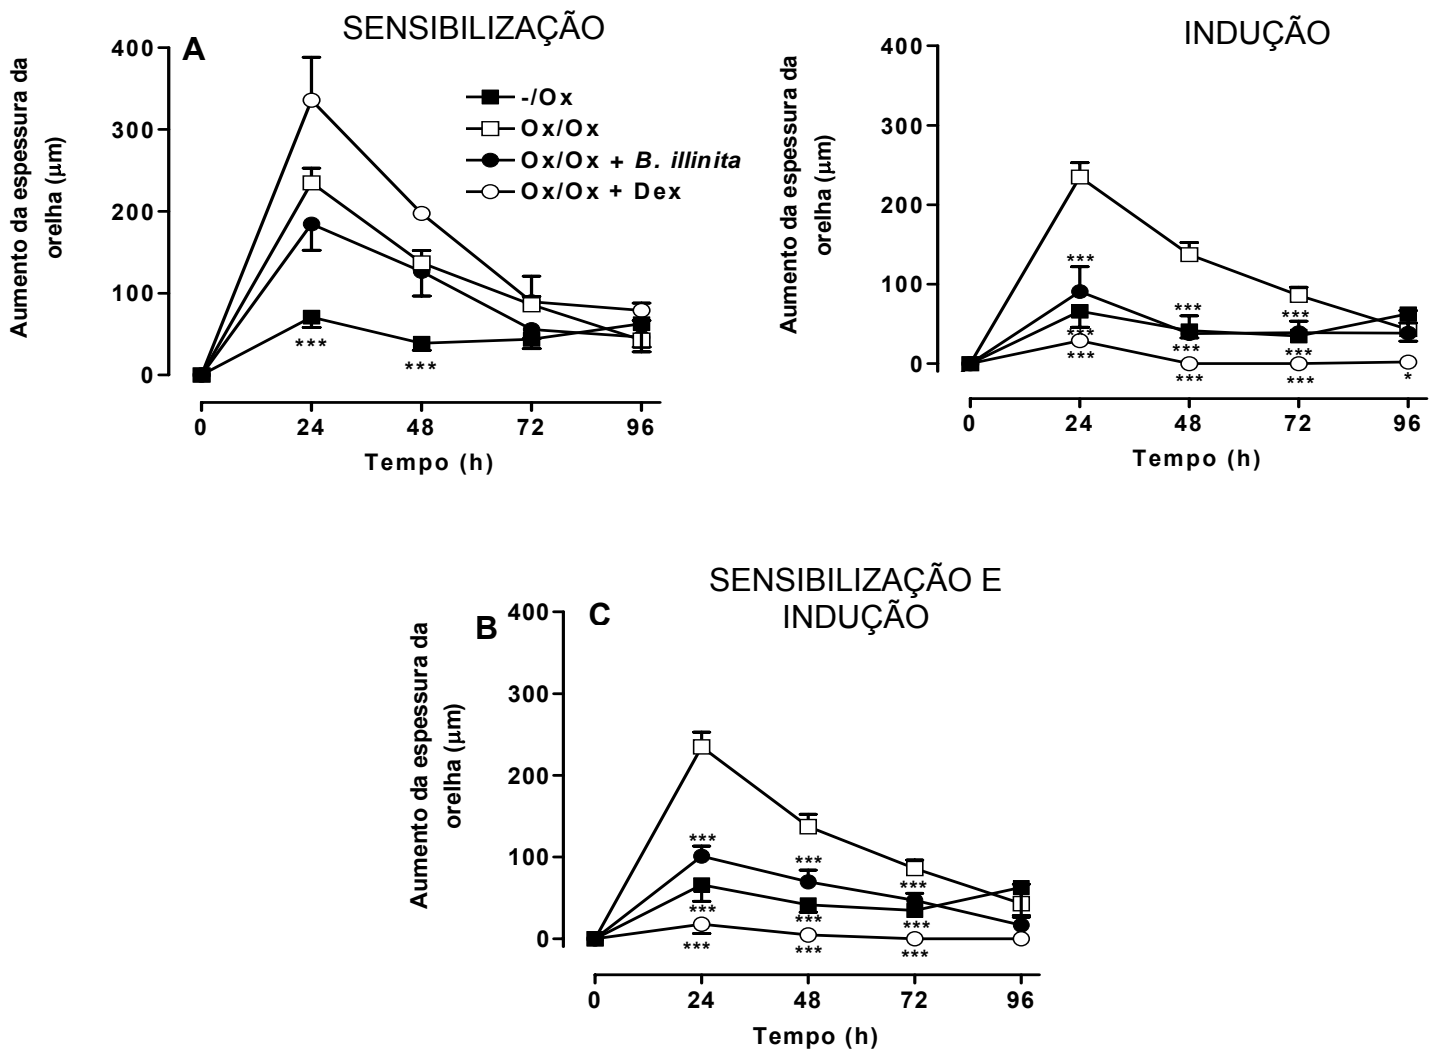 SENSIBILIZAÇÃO
A
Aumento da espessura da
orelha (μm)
400
300
200
100
0
-/Ox
Ox/Ox
Ox/Ox + B. illinita
Ox/Ox + Dex
***
***
0 24 48 72 96
Tempo (h)
INDUÇÃO
Aumento da espessura da
orelha (μm)
400
300
200
100
0
***
*** ***
***
*** ***
*** *** *** *
0 24 48 72 96
Tempo (h)
SENSIBILIZAÇÃO E
INDUÇÃO
B
C
Aumento da espessura da
orelha (μm)
400
300
200
100
0
***
***
***
*** *** ***
*** *** ***
0 24 48 72 96
Tempo (h)